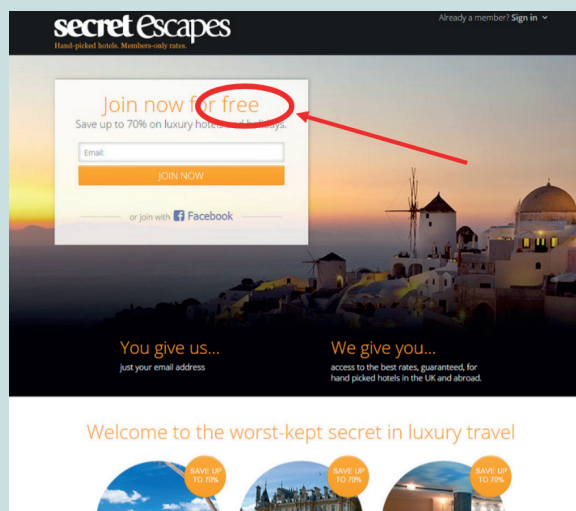 secret escapes
Already a member? Sign in
Hand-picked hotels. Members-only rates.
Join now for free
Save up to 70% on luxury hotels and holidays.
Email:
JOIN NOW
or join with Facebook
You give us...
just your email address
We give you...
access to the best rates, guaranteed, for
hand picked hotels in the UK and abroad.
Welcome to the worst-kept secret in luxury travel
SAVE UP
TO 70%
SAVE UP
TO 70%
SAVE UP
TO 70%